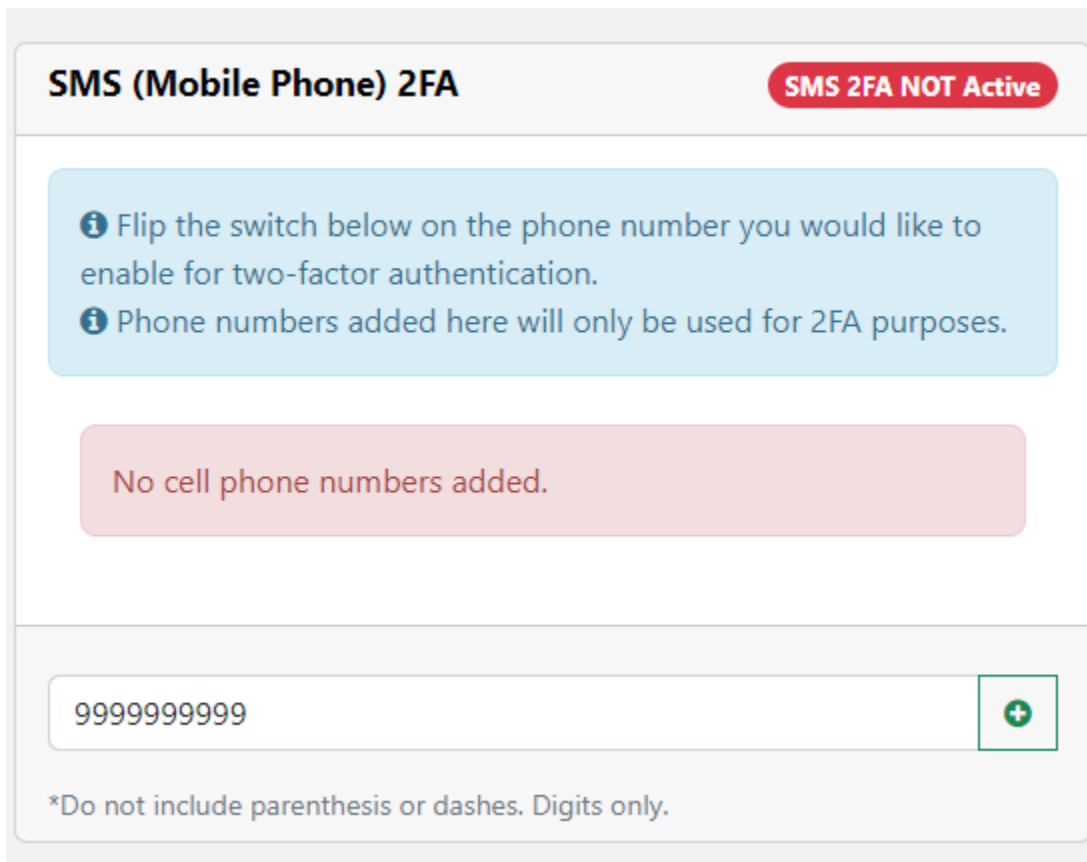 SMS (Mobile Phone) 2FA
SMS 2FA NOT Active
Flip the switch below on the phone number you would like to
enable for two-factor authentication.
Phone numbers added here will only be used for 2FA purposes.
No cell phone numbers added.
9999999999
*Do not include parenthesis or dashes. Digits only.